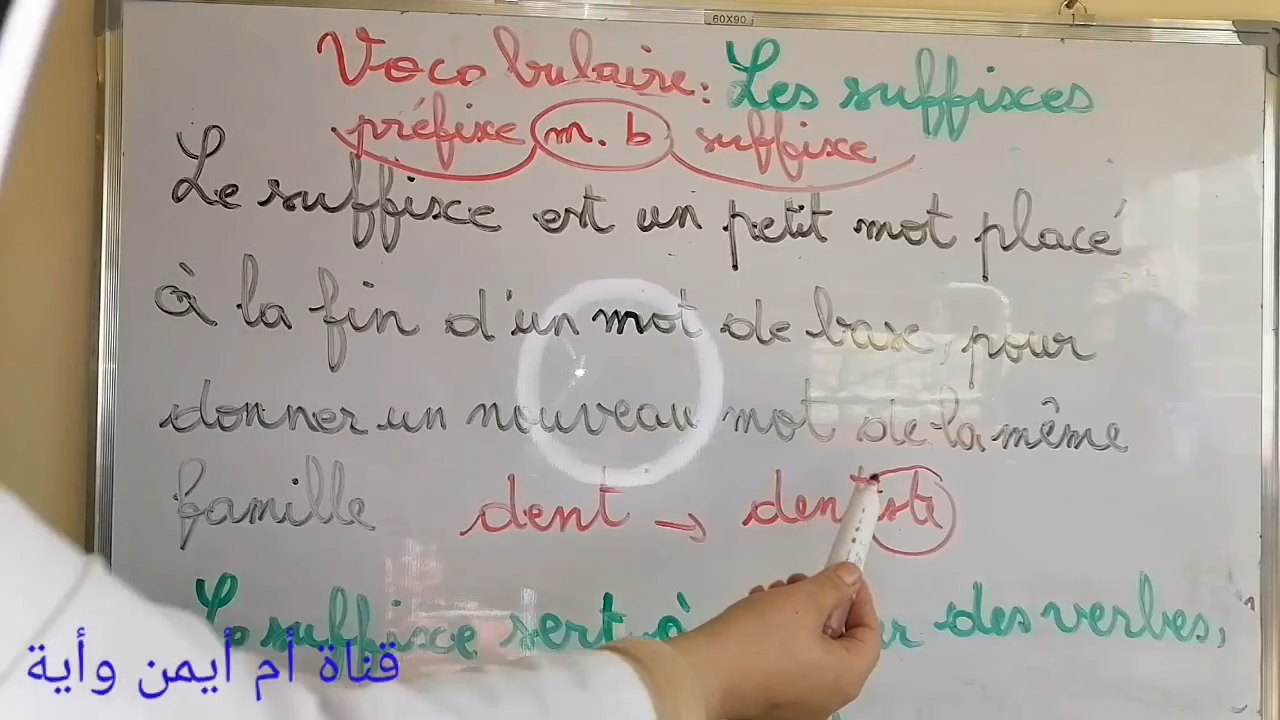 60X90
Vocabulaire: Les suffixes
préfixe m. b suffixe
Le suffixe est un petit mot placé
à la fin d'un mot de base, pour
donner un nouveau mot de la même
famille dent → dentiste
Le suffixe sert à des verbes,
قناة أم أيمن وأية